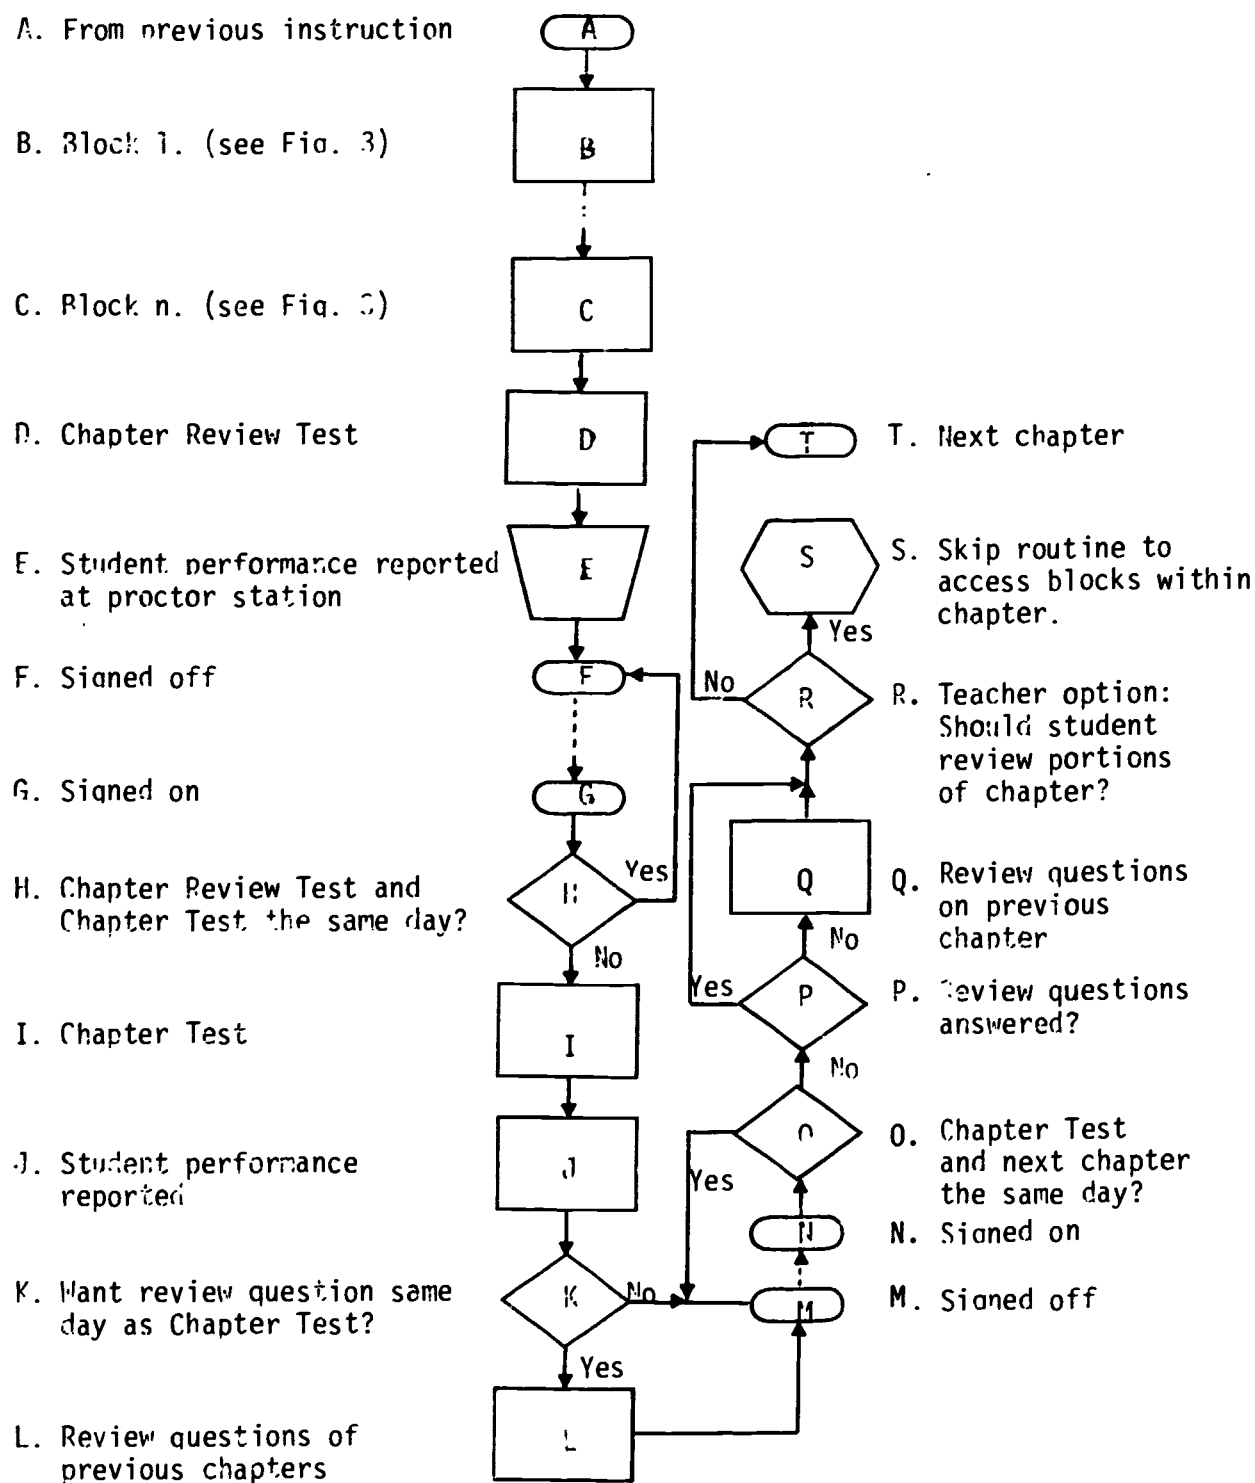 A. From previous instruction
A
B. Block 1. (see Fig. 3)
B
C. Block n. (see Fig. 3)
C
D. Chapter Review Test
D
E. Student performance reported
at proctor station
E
F. Signed off
F
G. Signed on
G
H. Chapter Review Test and
Chapter Test the same day?
H
Yes
No
I. Chapter Test
I
J. Student performance
reported
J
K. Want review question same
day as Chapter Test?
K
No
Yes
L. Review questions of
previous chapters
L
T
T. Next chapter
S
S. Skip routine to
access blocks within
chapter.
Yes
No
R
R. Teacher option:
Should student
review portions
of chapter?
Q
Q. Review questions
on previous
chapter
No
Yes
P
P. Review questions
answered?
No
O
O. Chapter Test
and next chapter
the same day?
Yes
N
N. Signed on
M
M. Signed off